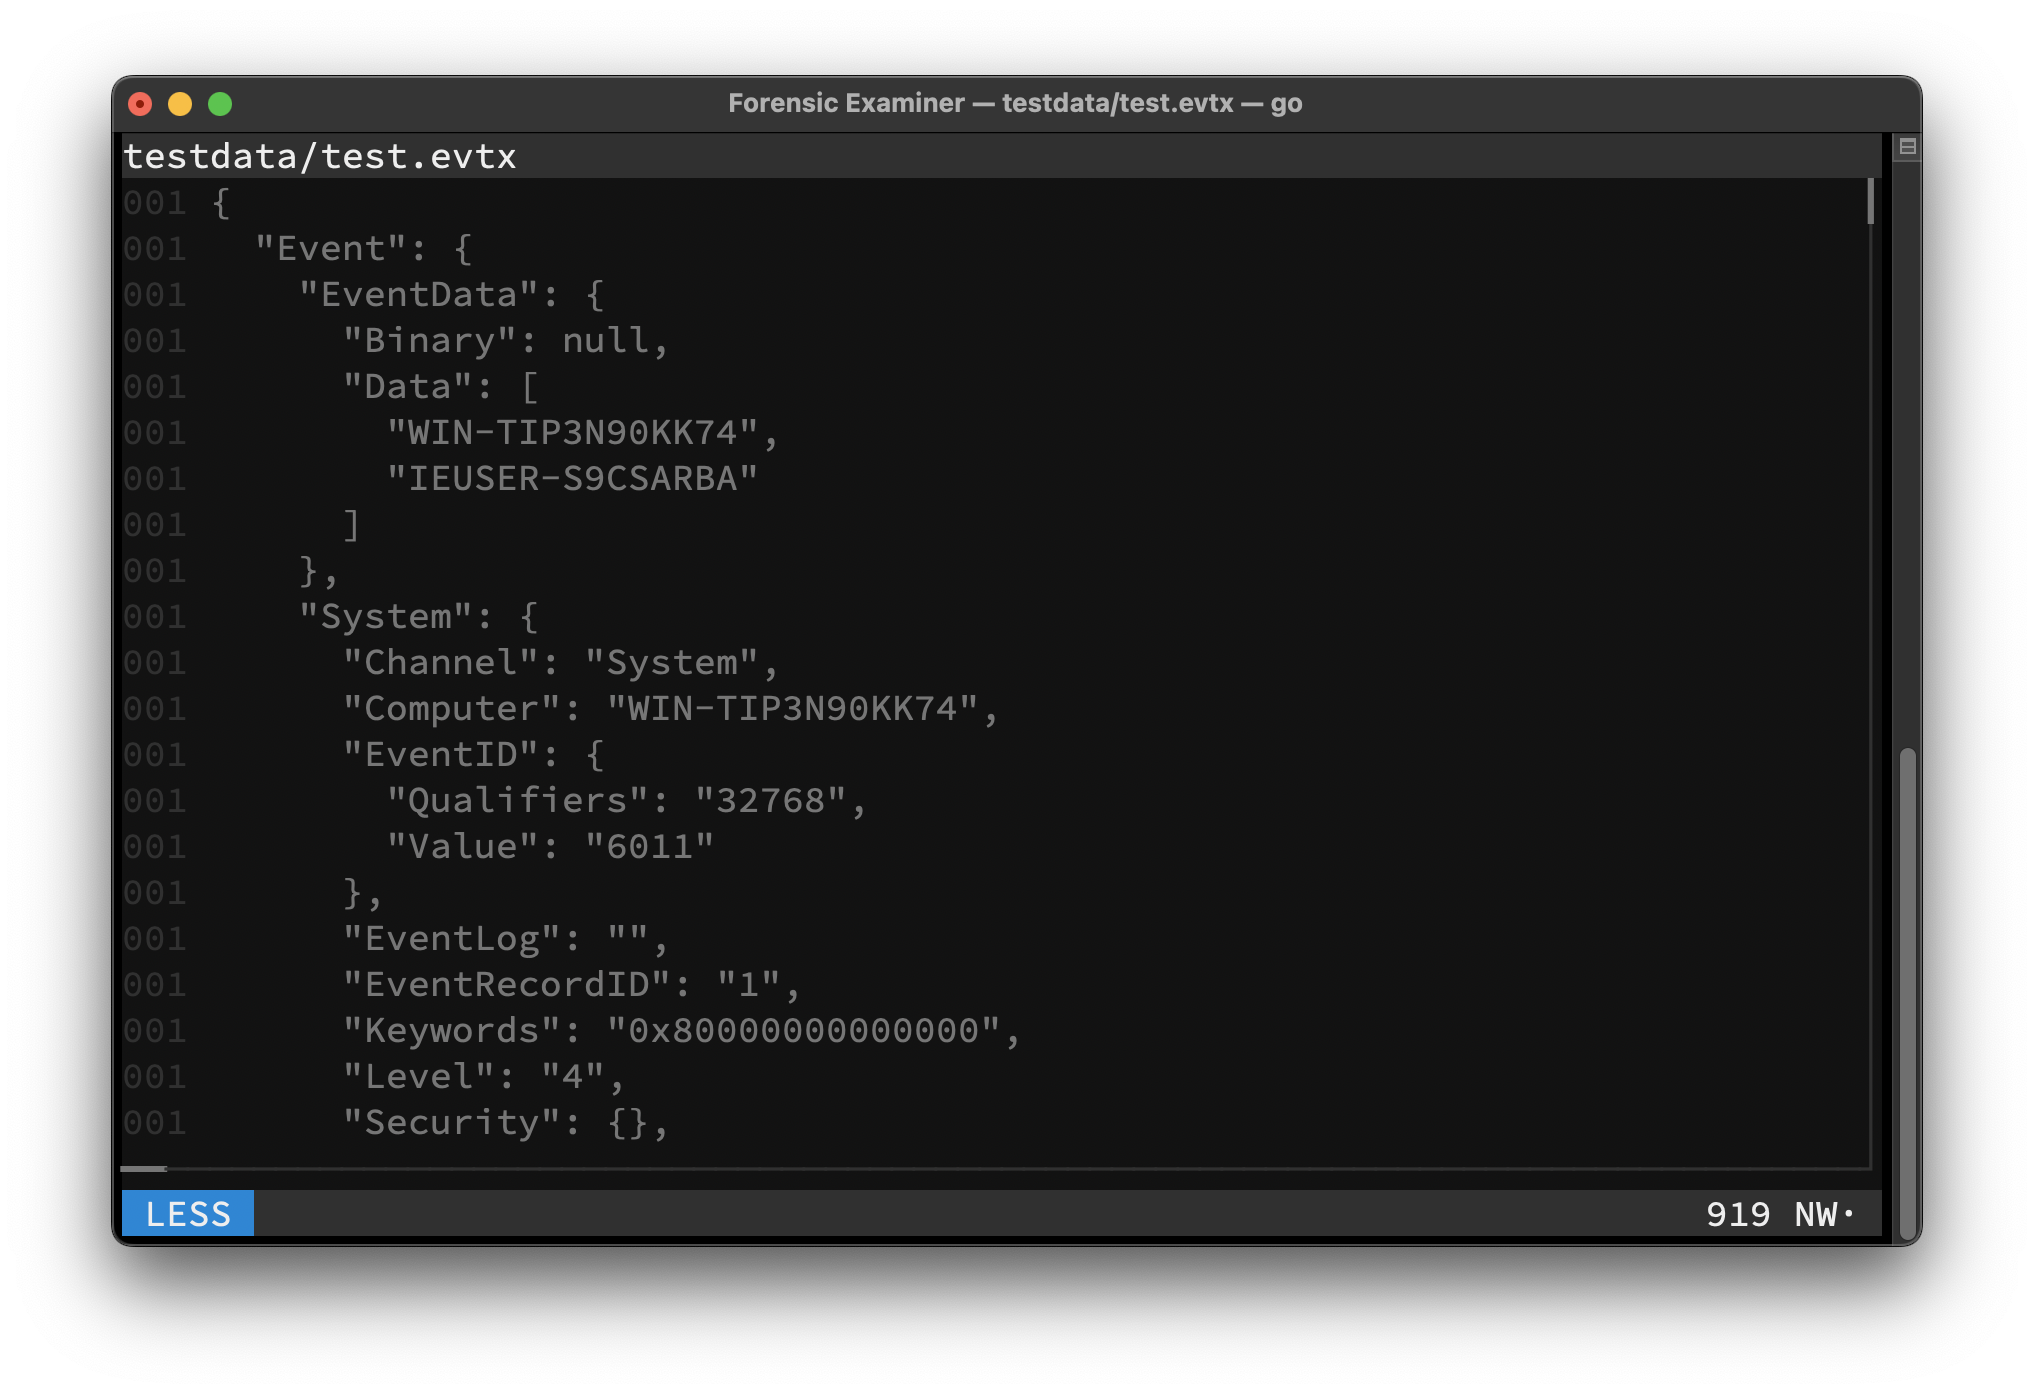 Forensic Examiner — testdata/test.evtx — go
testdata/test.evtx
001 {
001   "Event": {
001     "EventData": {
001       "Binary": null,
001       "Data": [
001         "WIN-TIP3N90KK74",
001         "IEUSER-S9CSARBA"
001       ]
001     },
001     "System": {
001       "Channel": "System",
001       "Computer": "WIN-TIP3N90KK74",
001       "EventID": {
001         "Qualifiers": "32768",
001         "Value": "6011"
001       },
001       "EventLog": "",
001       "EventRecordID": "1",
001       "Keywords": "0x80000000000000",
001       "Level": "4",
001       "Security": {},
LESS 919 NW·